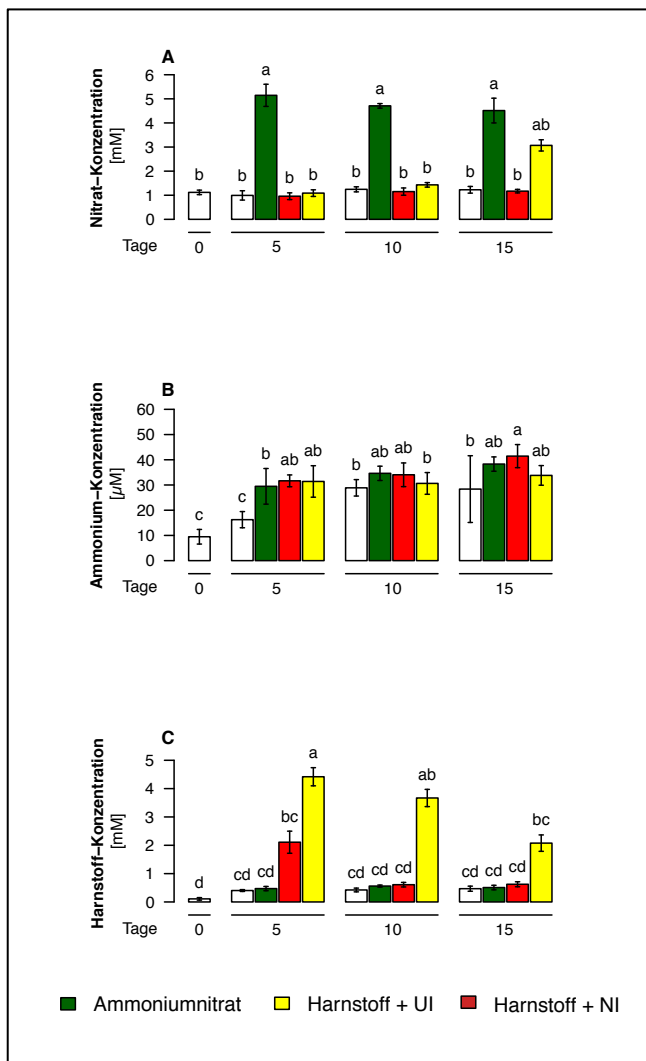 A
Nitrat−Konzentration
[mM]
6
5
4
3
2
1
0
b
b a b b
b a b b
b a b ab
Tage 0 5 10 15
B
Ammonium−Konzentration
[µM]
60
50
40
30
20
10
0
c
c b ab ab
b ab ab b
b ab a ab
Tage 0 5 10 15
C
Harnstoff−Konzentration
[mM]
5
4
3
2
1
0
d
cd cd bc a
cd cd cd ab
cd cd cd bc
Tage 0 5 10 15
Ammoniumnitrat Harnstoff + UI Harnstoff + NI